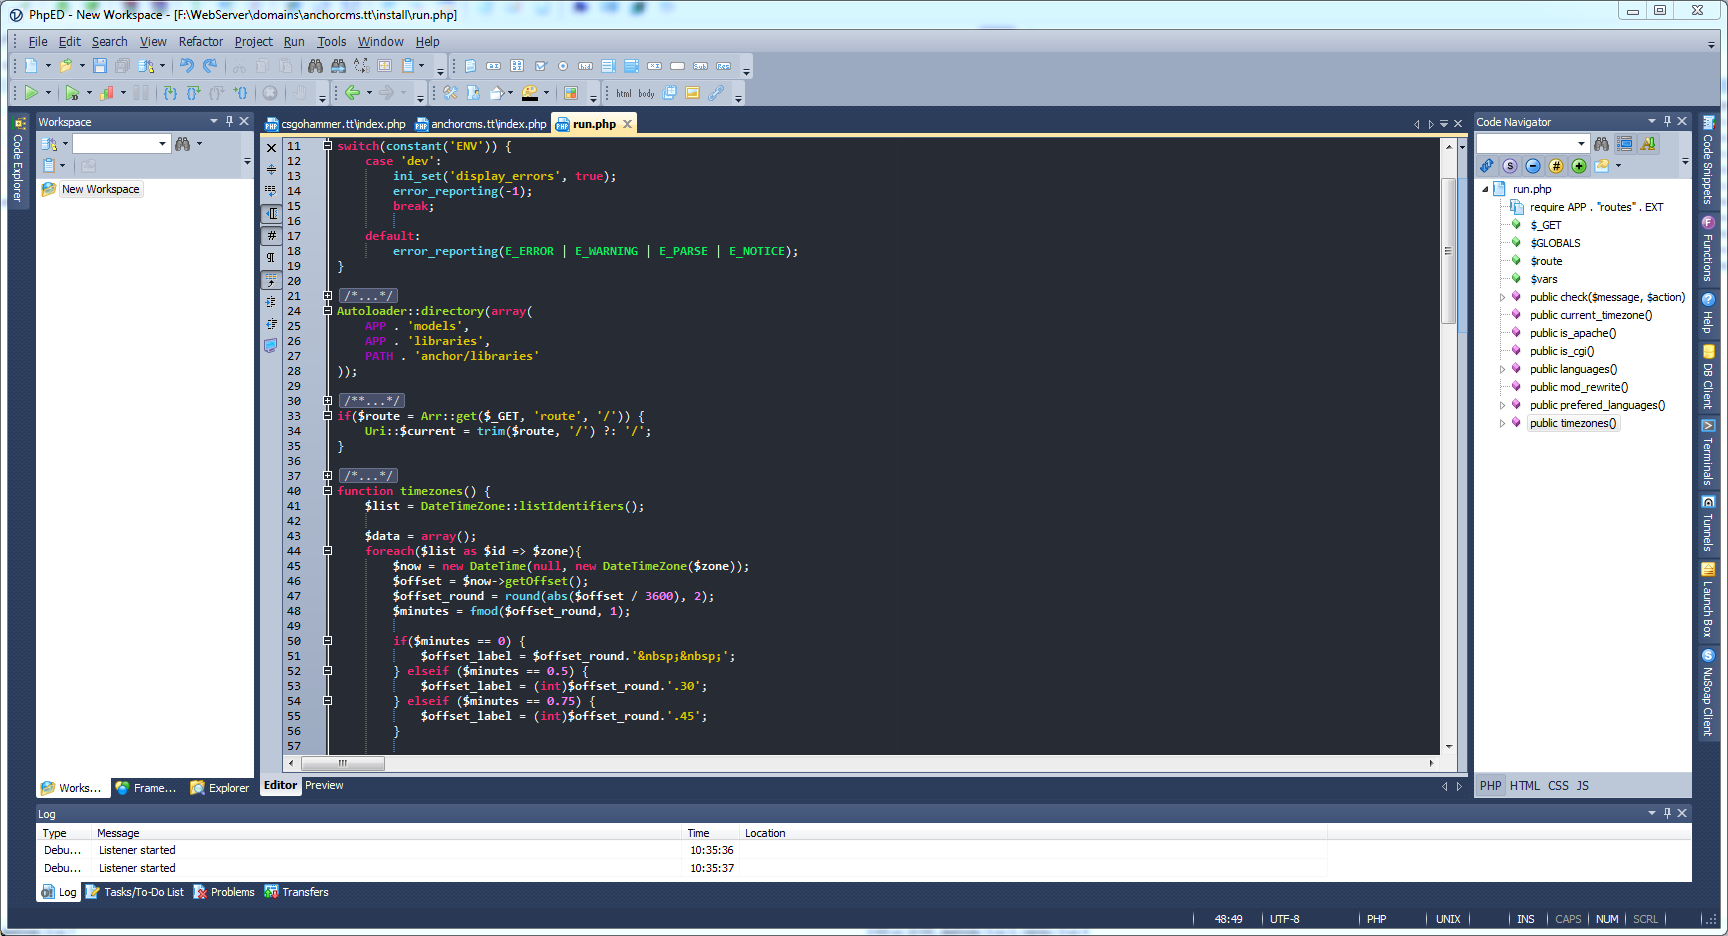 PhpED - New Workspace - [F:\WebServer\domains\anchorcms.tt\install\run.php]
File Edit Search View Refactor Project Run Tools Window Help
html body
Code Explorer
Workspace
New Workspace
Works... Frame... Explorer
csgohammer.tt\index.php anchorcms.tt\index.php run.php
11 switch(constant('ENV')) {
12 case 'dev':
13 ini_set('display_errors', true);
14 error_reporting(-1);
15 break;
16
17 default:
18 error_reporting(E_ERROR | E_WARNING | E_PARSE | E_NOTICE);
19 }
20
21 /*...*/
24 Autoloader::directory(array(
25 APP . 'models',
26 APP . 'libraries',
27 PATH . 'anchor/libraries'
28 ));
29
30 /**...*/
33 if($route = Arr::get($_GET, 'route', '/')) {
34 Uri::$current = trim($route, '/') ?: '/';
35 }
36
37 /*...*/
40 function timezones() {
41 $list = DateTimeZone::listIdentifiers();
42
43 $data = array();
44 foreach($list as $id => $zone){
45 $now = new DateTime(null, new DateTimeZone($zone));
46 $offset = $now->getOffset();
47 $offset_round = round(abs($offset / 3600), 2);
48 $minutes = fmod($offset_round, 1);
49
50 if($minutes == 0) {
51 $offset_label = $offset_round.'&nbsp;&nbsp;';
52 } elseif ($minutes == 0.5) {
53 $offset_label = (int)$offset_round.'.30';
54 } elseif ($minutes == 0.75) {
55 $offset_label = (int)$offset_round.'.45';
56 }
57
Editor Preview
Code Navigator
run.php
require APP . "routes" . EXT
$_GET
$GLOBALS
$route
$vars
public check($message, $action)
public current_timezone()
public is_apache()
public is_cgi()
public languages()
public mod_rewrite()
public prefered_languages()
public timezones()
PHP HTML CSS JS
Code Snippets
Functions
Help
DB Client
Terminals
Tunnels
Launch Box
NuSoap Client
Log
Type Message Time Location
Debu... Listener started 10:35:36
Debu... Listener started 10:35:37
Log Tasks/To-Do List Problems Transfers
48:49 UTF-8 PHP UNIX INS CAPS NUM SCRL